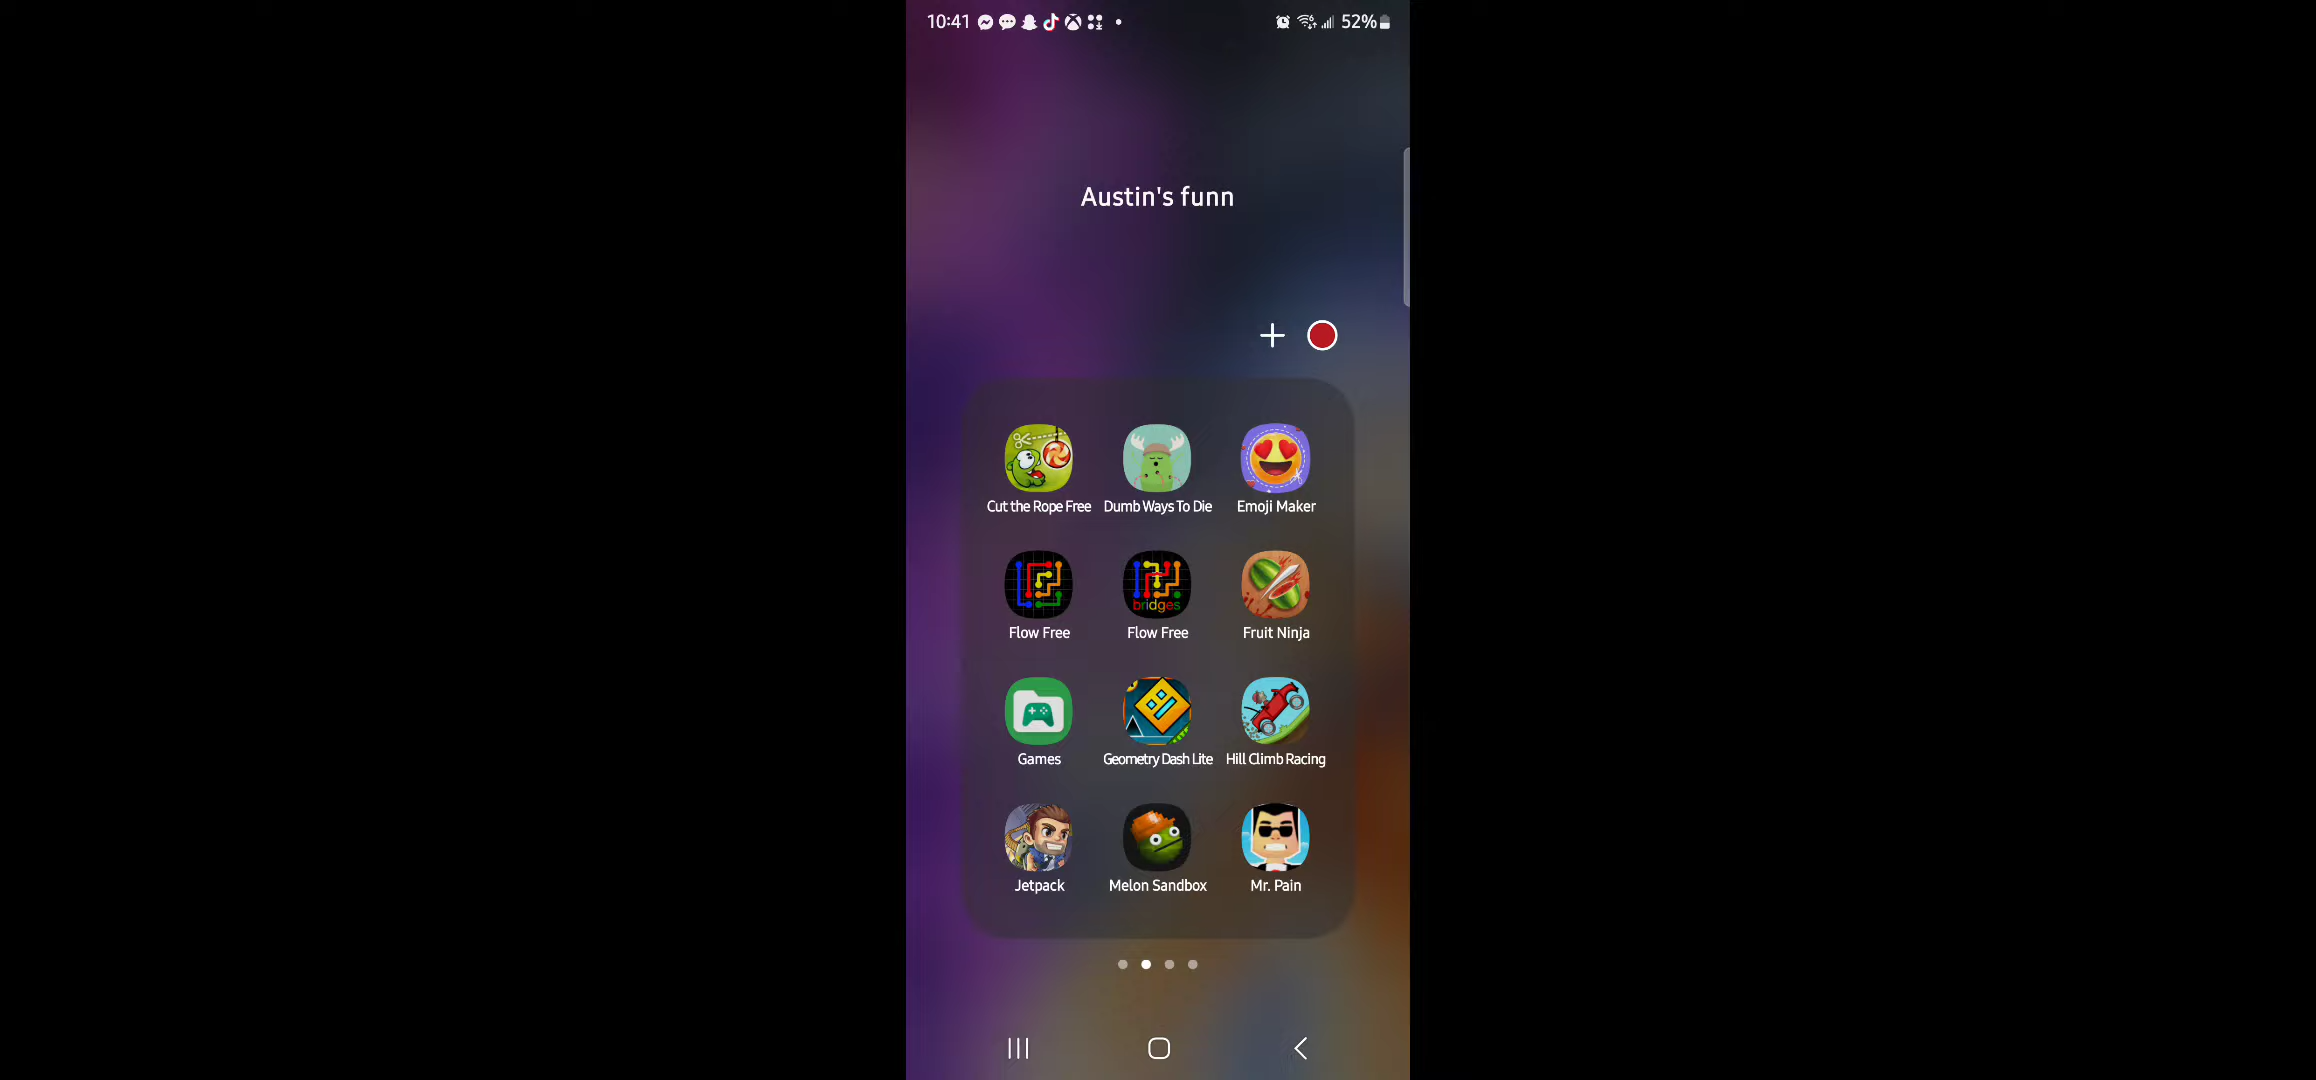 10:41
52%
Austin's funn
Cut the Rope Free
Dumb Ways To Die
Emoji Maker
bridges
Flow Free
Flow Free
Fruit Ninja
Games
Geometry Dash Lite
Hill Climb Racing
Jetpack
Melon Sandbox
Mr. Pain